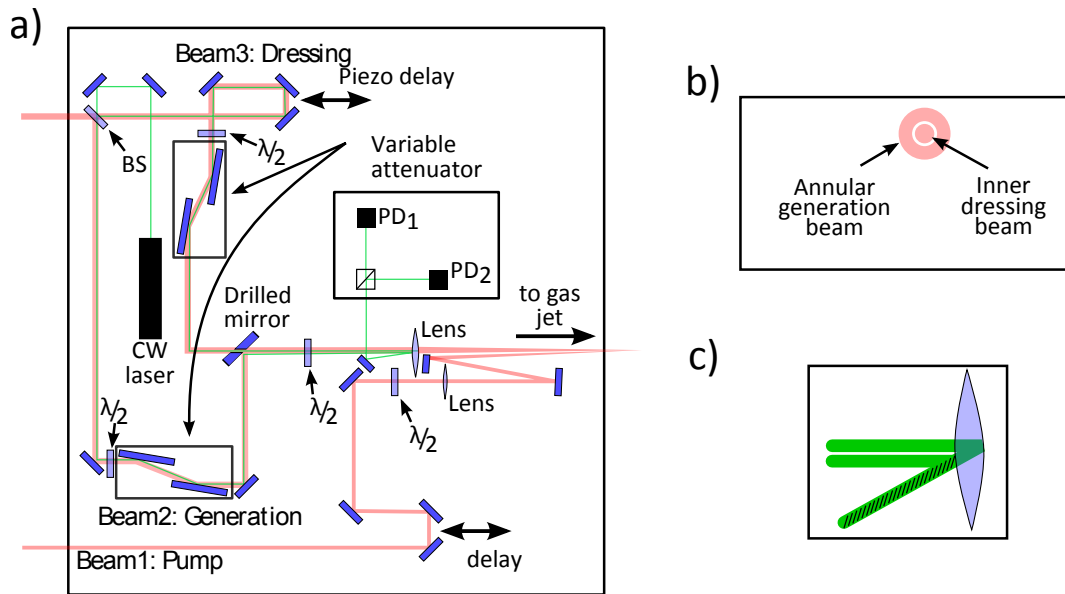 a)
Beam3: Dressing
Piezo delay
BS
λ/2
Variable
attenuator
PD1
PD2
CW
laser
Drilled
mirror
to gas
jet
Lens
Lens
λ/2
λ/2
λ/2
Beam2: Generation
Beam1: Pump
delay
b)
Annular
generation
beam
Inner
dressing
beam
c)